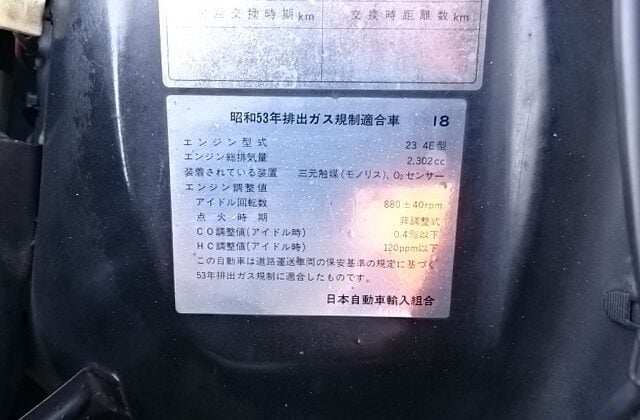 次回交換時期km 交換時距離数km
昭和53年排出ガス規制適合車 18
エンジン型式 23 4E型
エンジン総排気量 2,302cc
装着されている装置 三元触媒(モノリス)、O₂センサー
エンジン調整値
アイドル回転数 880±40rpm
点火時期 非調整式
CO調整値(アイドル時) 0.4%以下
HC調整値(アイドル時) 120ppm以下
この自動車は道路運送車両の保安基準の規定に基づく
53年排出ガス規制に適合したものです。
日本自動車輸入組合